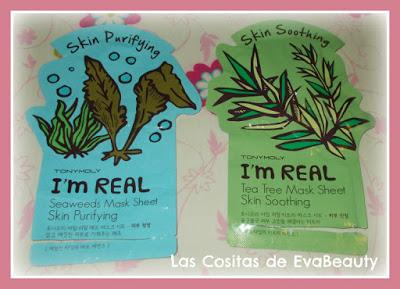 Skin Purifying
TONYMOLY
I'm REAL
Seaweeds Mask Sheet
Skin Purifying
Skin Soothing
TONYMOLY
I'm REAL
Tea Tree Mask Sheet
Skin Soothing
Las Cositas de EvaBeauty